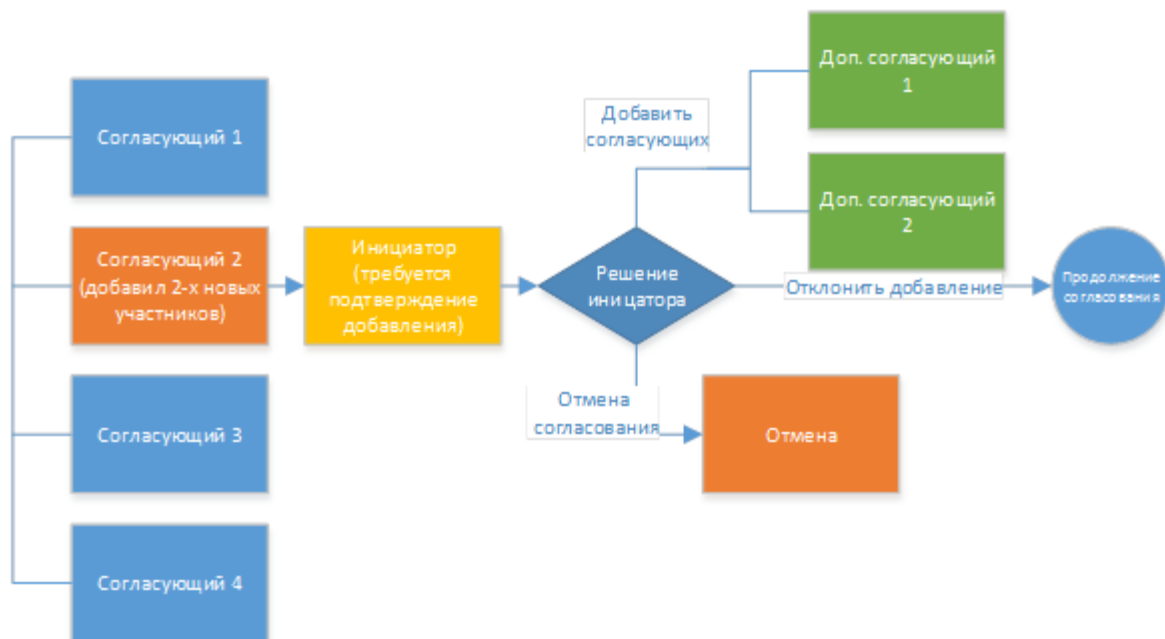 Согласующий 1
Согласующий 2
(добавил 2-х новых
участников)
Согласующий 3
Согласующий 4
Инициатор
(требуется
подтверждение
добавления)
Решение
иницатора
Добавить
согласующих
Доп. согласующий
1
Доп. согласующий
2
Отклонить добавление
Продолжение
согласования
Отмена
согласования
Отмена